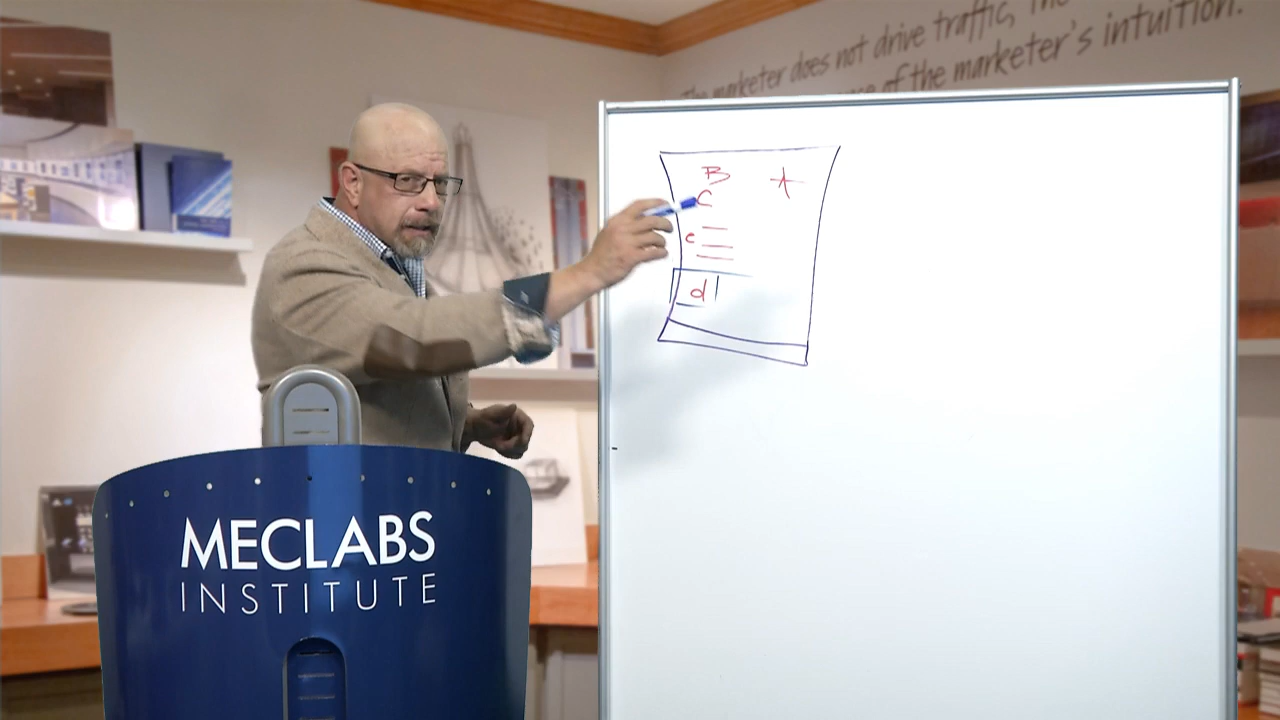 The marketer does not drive traffic, The
of the marketer's intuition.
B
A
C
e
d
MECLABS
INSTITUTE